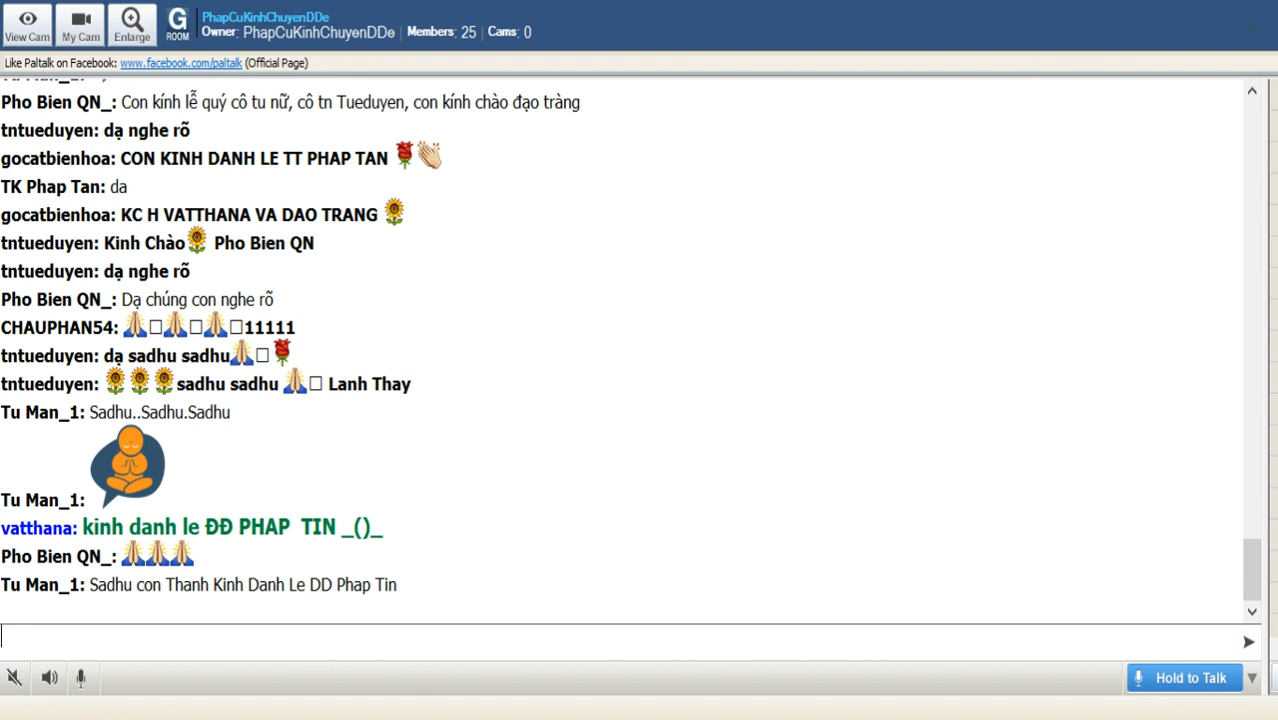 View Cam
My Cam
Enlarge
G
ROOM
PhapCuKinhChuyenDDe
Owner: PhapCuKinhChuyenDDe Members: 25 Cams: 0
Like Paltalk on Facebook: www.facebook.com/paltalk (Official Page)
Pho Bien QN_: Con kính lễ quý cô tu nữ, cô tn Tueduyen, con kính chào đạo tràng
tntueduyen: dạ nghe rõ
gocatbienhoa: CON KINH DANH LE TT PHAP TAN
TK Phap Tan: da
gocatbienhoa: KC H VATTHANA VA DAO TRANG
tntueduyen: Kinh Chào Pho Bien QN
tntueduyen: dạ nghe rõ
Pho Bien QN_: Dạ chúng con nghe rõ
CHAUPHAN54: 11111
tntueduyen: dạ sadhu sadhu
tntueduyen: sadhu sadhu Lanh Thay
Tu Man_1: Sadhu..Sadhu.Sadhu
Tu Man_1:
vatthana: kinh danh le ĐĐ PHAP TIN _()_
Pho Bien QN_:
Tu Man_1: Sadhu con Thanh Kinh Danh Le DD Phap Tin
Hold to Talk